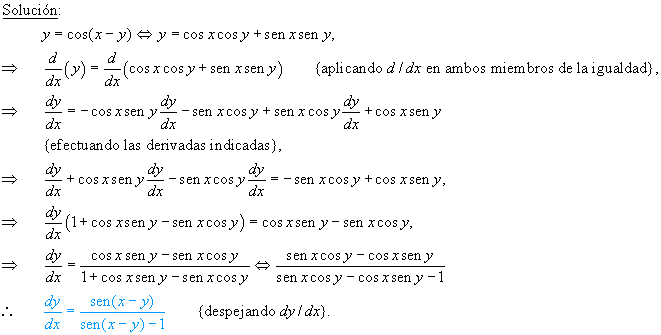 Solución:
y = cos(x − y) ⇔ y = cos x cos y + sen x sen y,
⇒ d/dx (y) = d/dx (cos x cos y + sen x sen y) {aplicando d / dx en ambos miembros de la igualdad},
⇒ dy/dx = − cos x sen y dy/dx − sen x cos y + sen x cos y dy/dx + cos x sen y
{efectuando las derivadas indicadas},
⇒ dy/dx + cos x sen y dy/dx − sen x cos y dy/dx = − sen x cos y + cos x sen y,
⇒ dy/dx (1 + cos x sen y − sen x cos y) = cos x sen y − sen x cos y,
⇒ dy/dx = (cos x sen y − sen x cos y)/(1 + cos x sen y − sen x cos y) ⇔ (sen x cos y − cos x sen y)/(sen x cos y − cos x sen y − 1)
∴ dy/dx = sen(x − y)/(sen(x − y) − 1) {despejando dy / dx}.